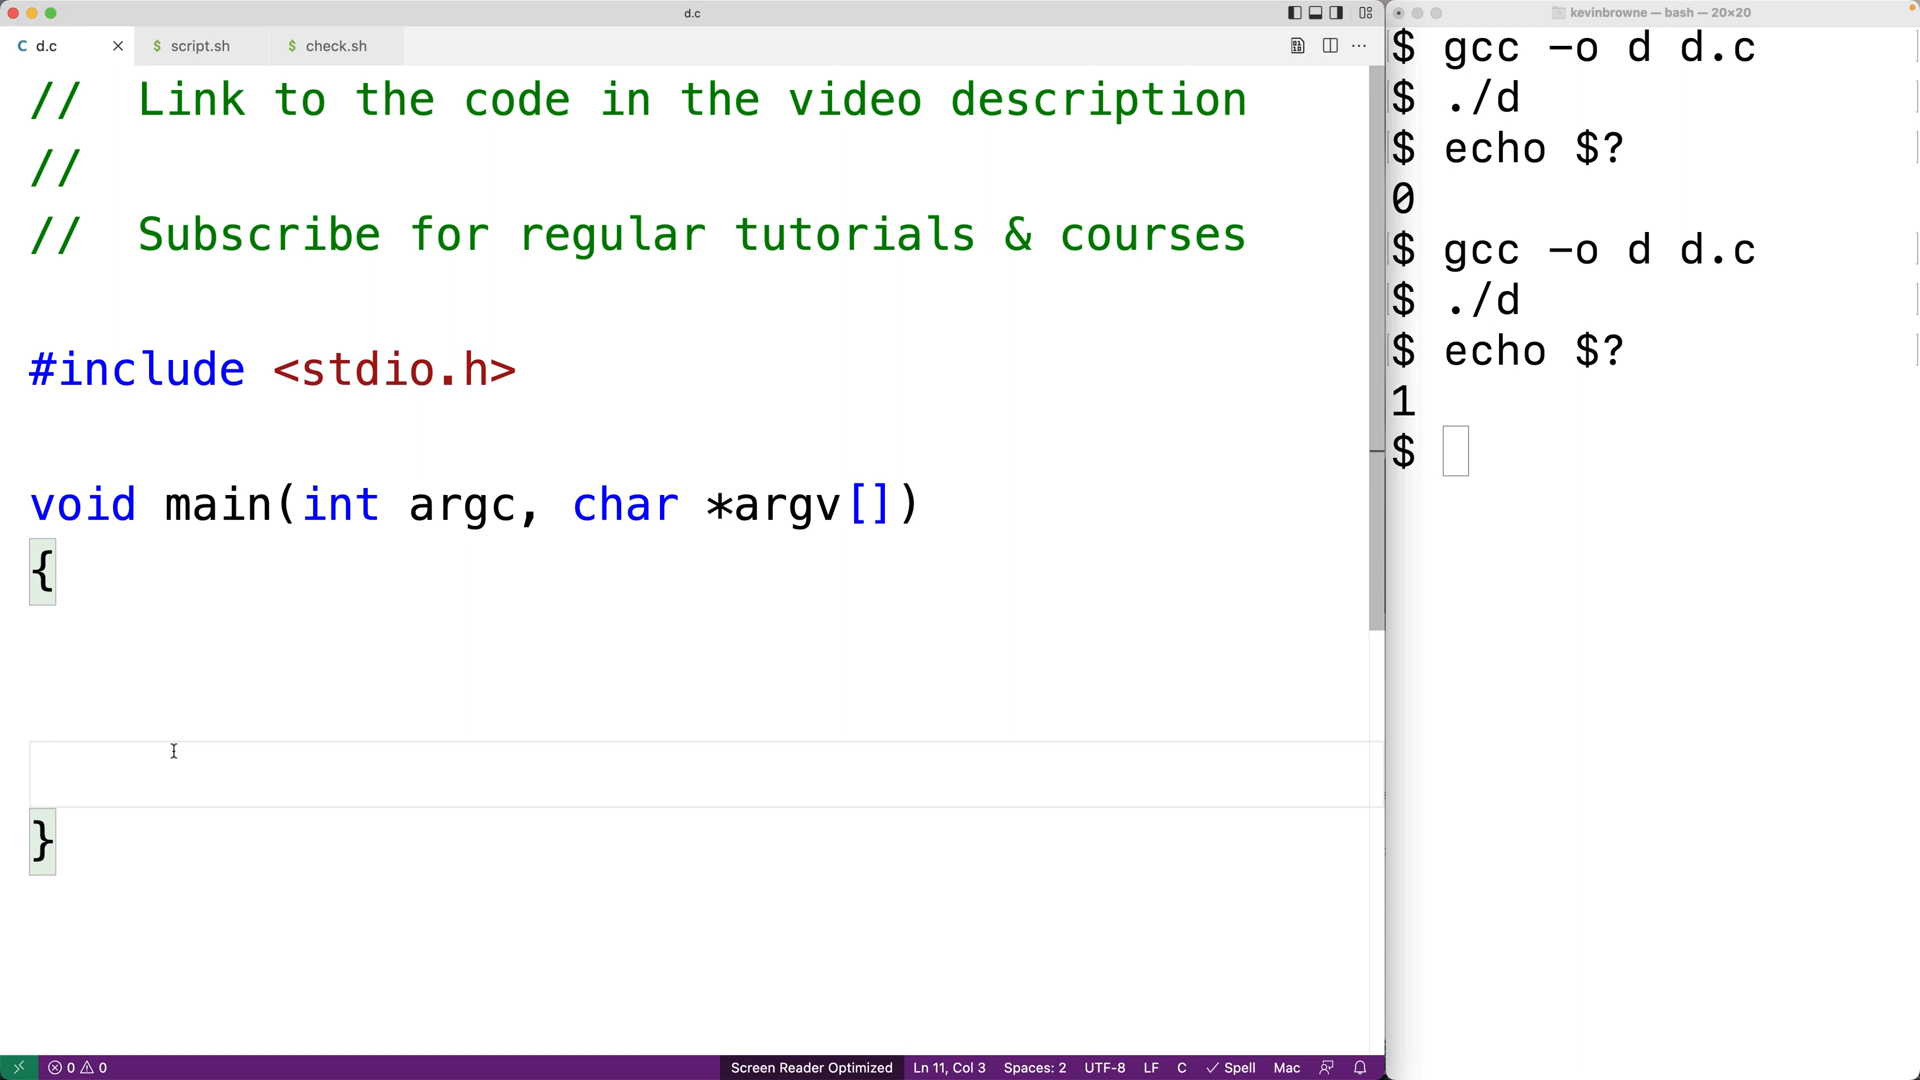 d.c
C d.c
$ script.sh
$ check.sh
// Link to the code in the video description
//
// Subscribe for regular tutorials & courses
#include <stdio.h>
void main(int argc, char *argv[])
{
}
0 0
Screen Reader Optimized
Ln 11, Col 3
Spaces: 2
UTF-8
LF
C
Spell
Mac
kevinbrowne — bash — 20×20
$ gcc -o d d.c
$ ./d
$ echo $?
0
$ gcc -o d d.c
$ ./d
$ echo $?
1
$